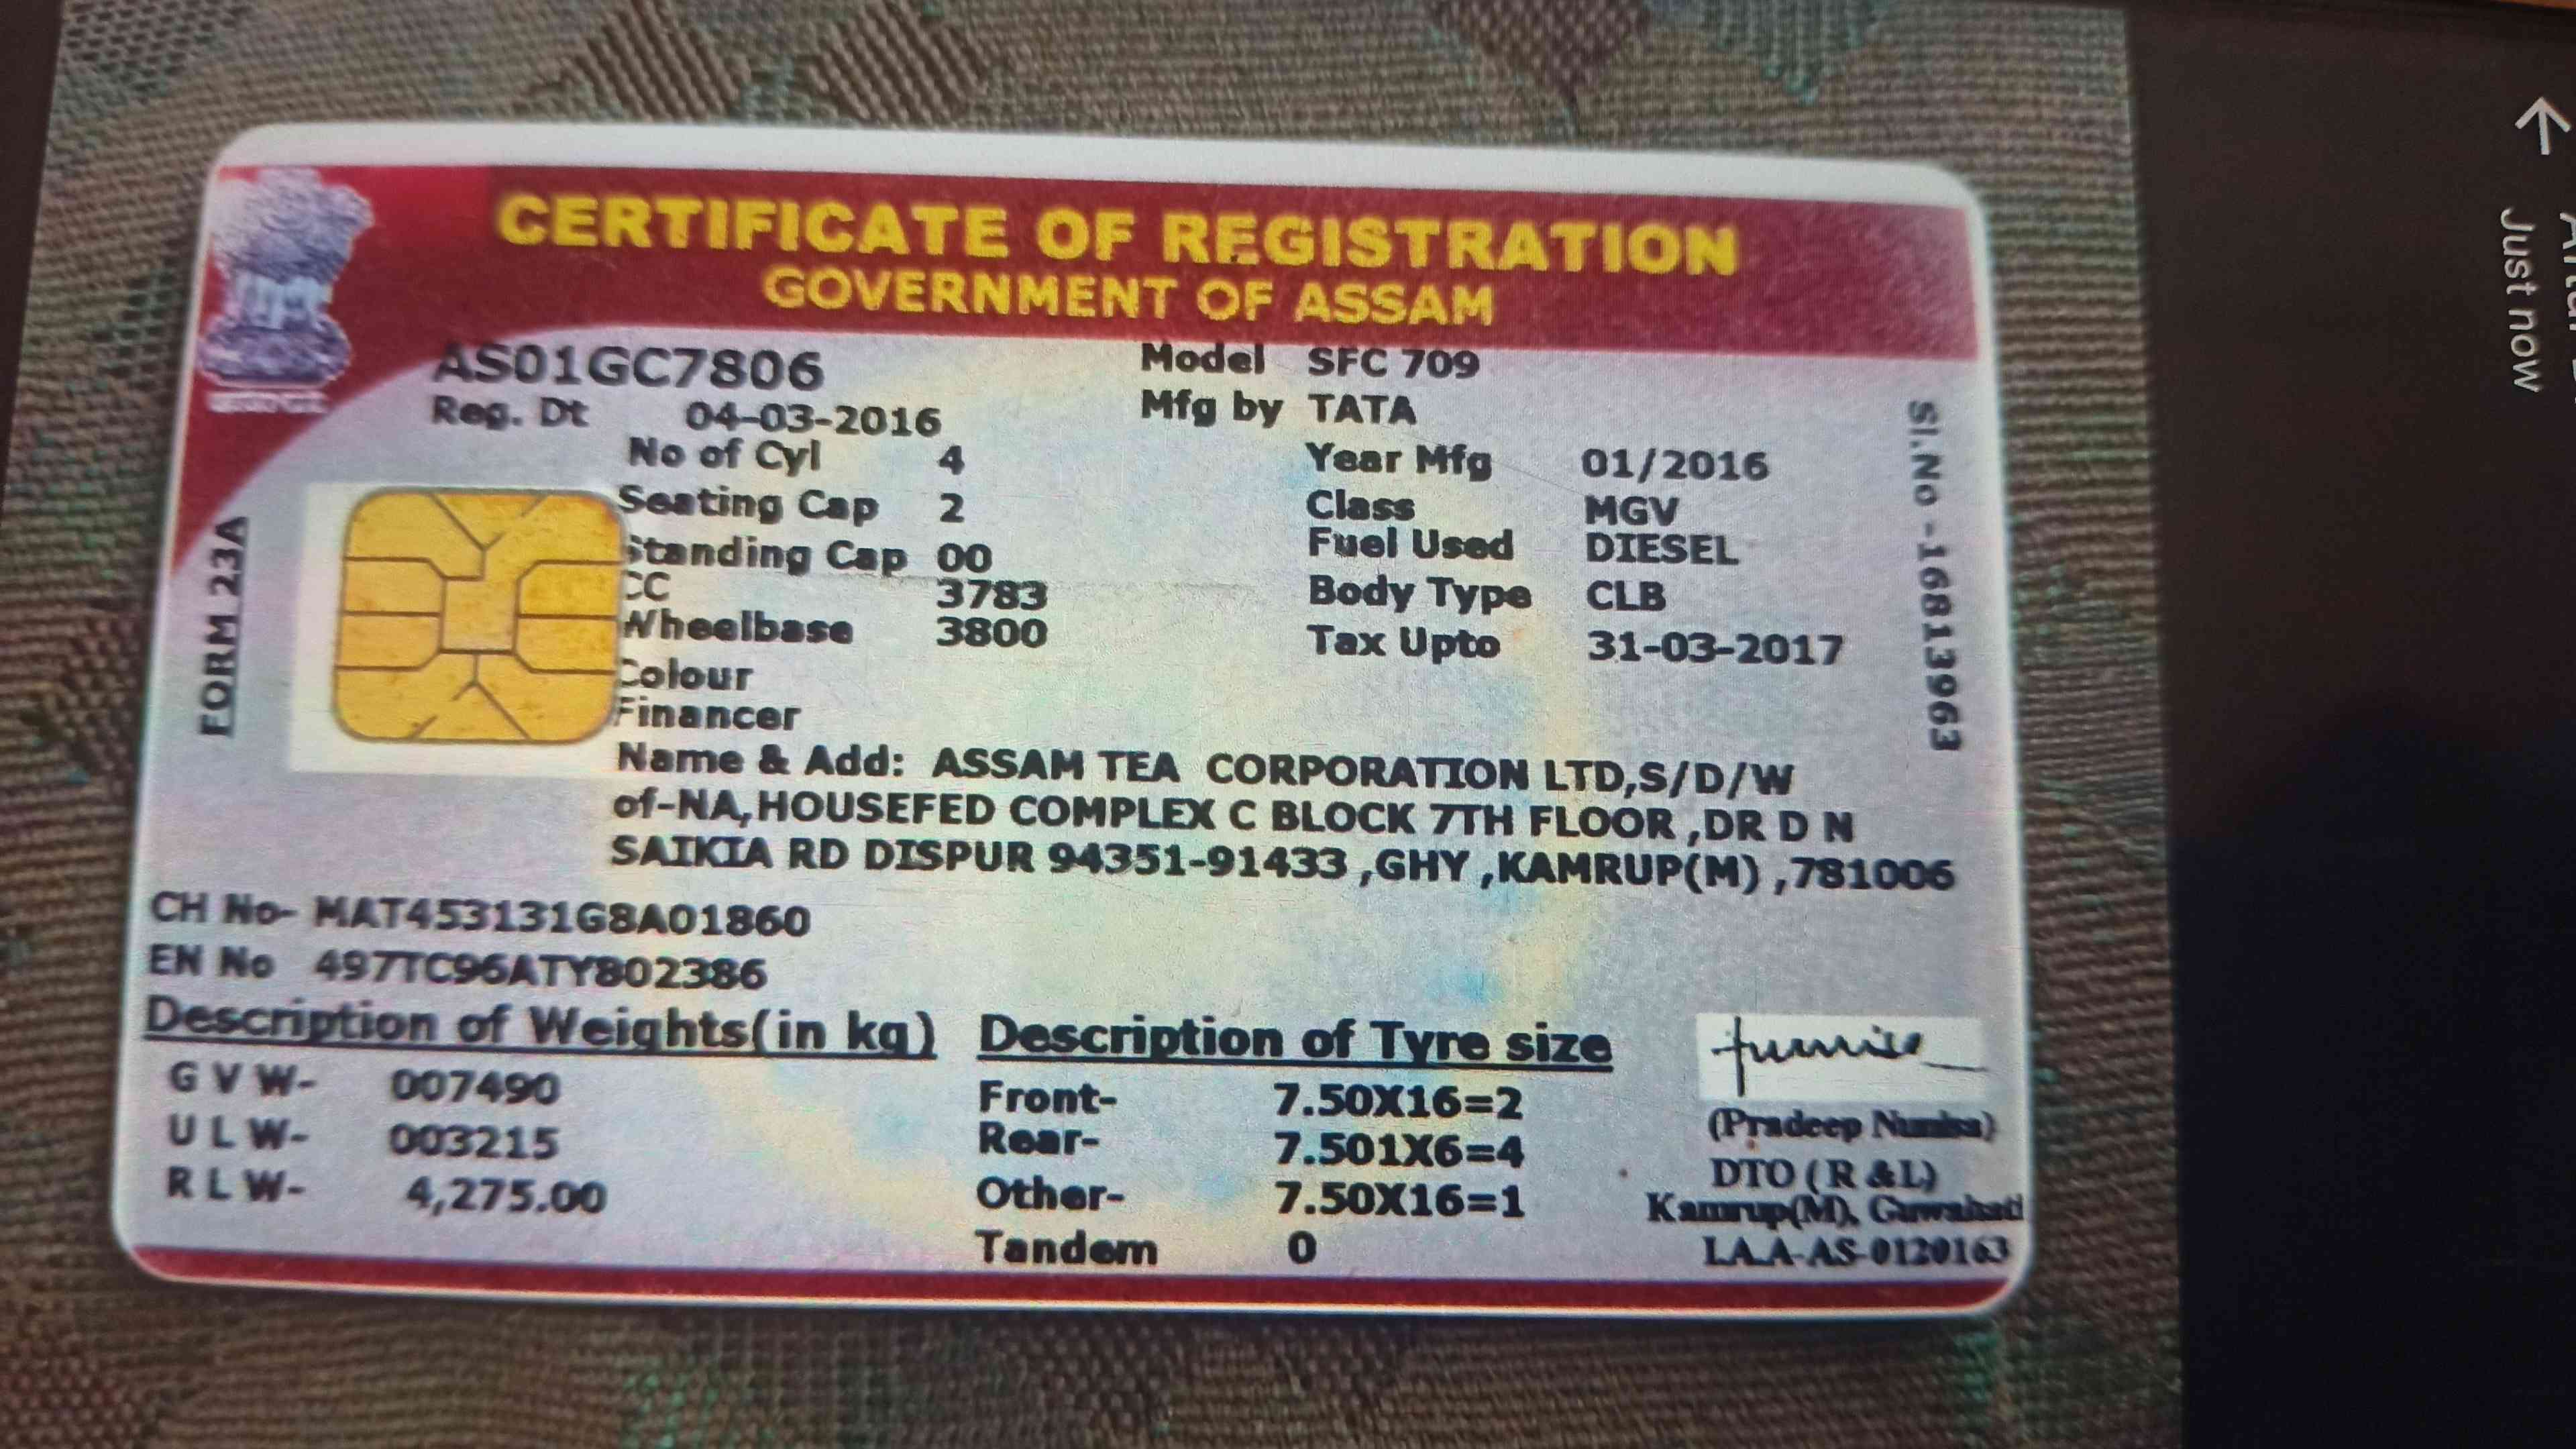 CERTIFICATE OF REGISTRATION
GOVERNMENT OF ASSAM
AS01GC7806
Model SFC 709
Reg. Dt 04-03-2016
Mfg by TATA
No of Cyl 4
Year Mfg 01/2016
Seating Cap 2
Class MGV
Standing Cap 00
Fuel Used DIESEL
CC 3783
Body Type CLB
Wheelbase 3800
Tax Upto 31-03-2017
Colour
Financer
FORM 23A
Sl.No -16813963
Name & Add: ASSAM TEA CORPORATION LTD,S/D/W
of-NA,HOUSEFED COMPLEX C BLOCK 7TH FLOOR ,DR D N
SAIKIA RD DISPUR 94351-91433 ,GHY ,KAMRUP(M) ,781006
CH No- MAT453131G8A01860
EN No 497TC96ATY802386
Description of Weights(in kg)
G V W- 007490
U L W- 003215
R L W- 4,275.00
Description of Tyre size
Front- 7.50X16=2
Rear- 7.501X6=4
Other- 7.50X16=1
Tandem 0
(Pradeep
DTO ( R &L)
Kamrup(M), Guwahati
LA.A-AS-0120163
Just now